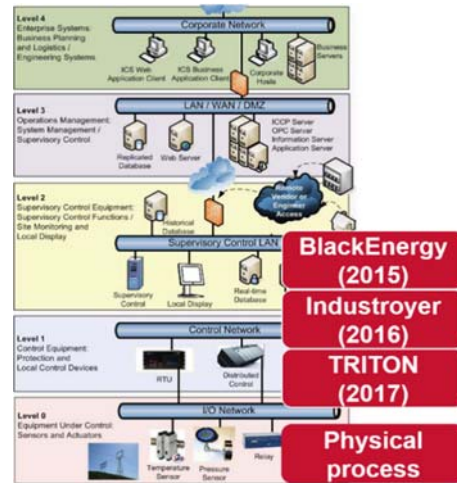 Level 4
Enterprise Systems:
Business Planning
and Logistics /
Engineering Systems
Corporate Network
ICS Web
Application Client
ICS Business
Application Client
Corporate
Hosts
Business
Servers
Level 3
Operations Management:
System Management /
Supervisory Control
LAN / WAN / DMZ
Replicated
Database
Web Server
ICCP Server
OPC Server
Information Server
Application Server
Level 2
Supervisory Control Equipment:
Supervisory Control Functions /
Site Monitoring and
Local Display
Historical
Database
Remote
Vendor or
Engineer
Access
Supervisory Control LAN
Supervisory
Control
Local Display
Real-time
Database
BlackEnergy
(2015)
Industroyer
(2016)
Level 1
Control Equipment:
Protection and
Local Control Devices
Control Network
RTU
Distributed
Control
TRITON
(2017)
Level 0
Equipment Under Control:
Sensors and Actuators
I/O Network
Temperature
Sensor
Pressure
Sensor
Relay
Physical
process